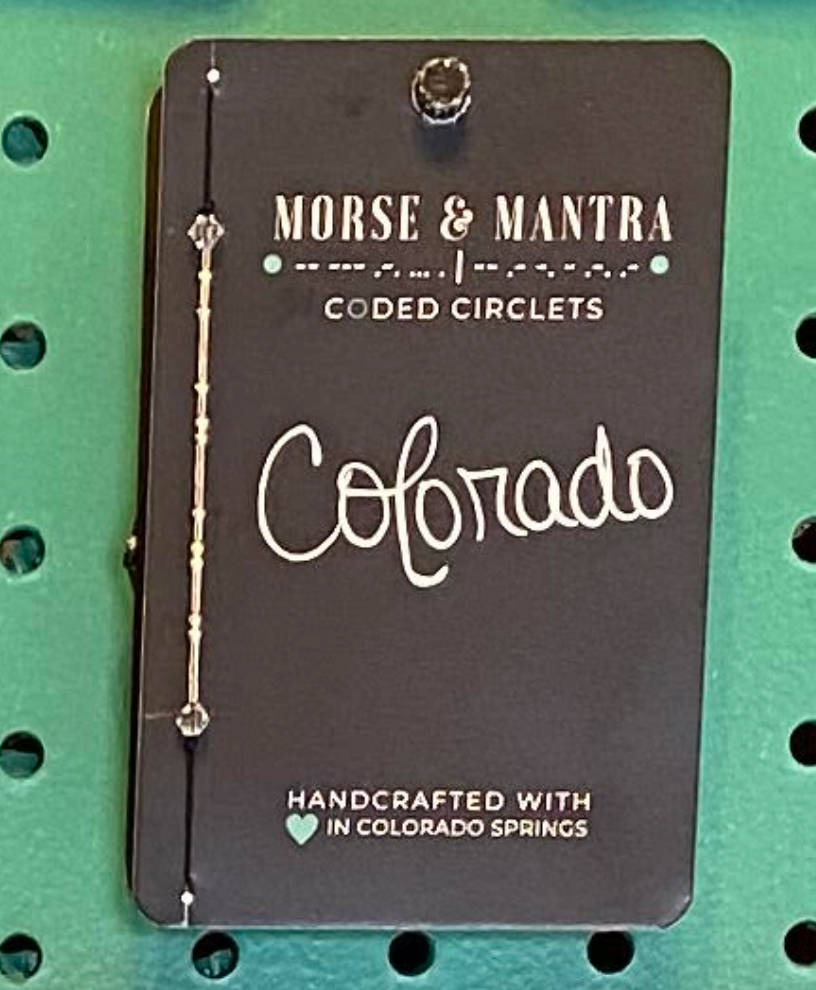 MORSE & MANTRA
-- --- .-. ... . | -- .- -. - .-. .-
CODED CIRCLETS
Colorado
HANDCRAFTED WITH
IN COLORADO SPRINGS